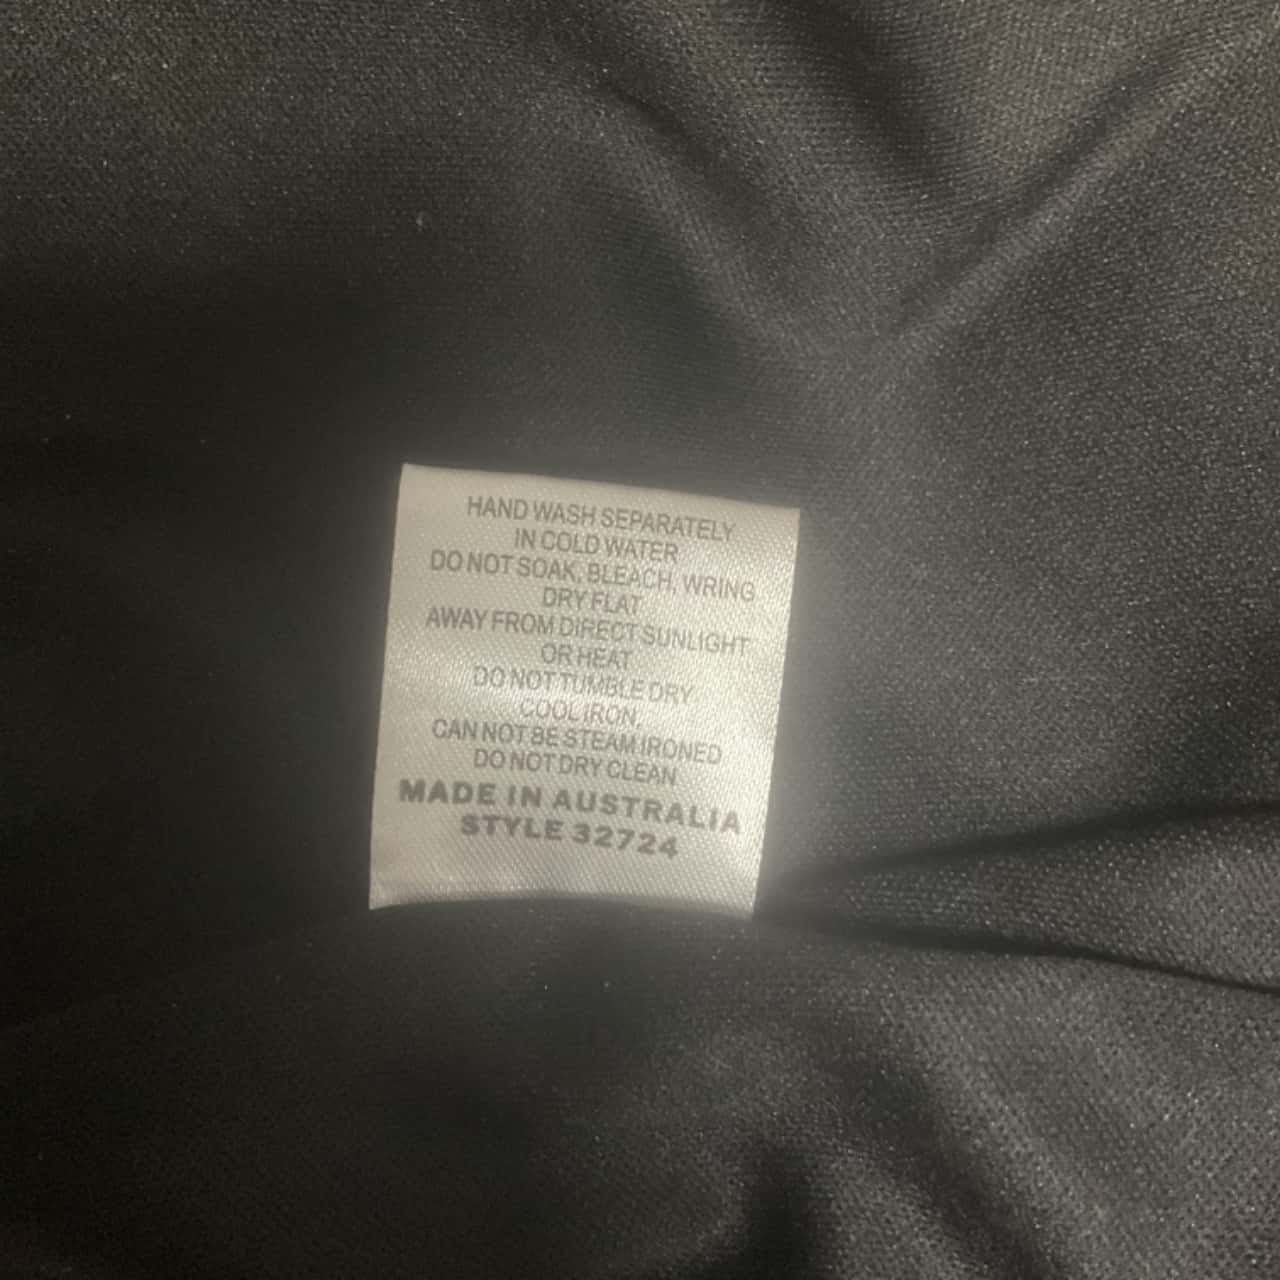 HAND WASH SEPARATELY
IN COLD WATER
DO NOT SOAK, BLEACH, WRING
DRY FLAT
AWAY FROM DIRECT SUNLIGHT
OR HEAT
DO NOT TUMBLE DRY
COOL IRON,
CAN NOT BE STEAM IRONED
DO NOT DRY CLEAN
MADE IN AUSTRALIA
STYLE 32724